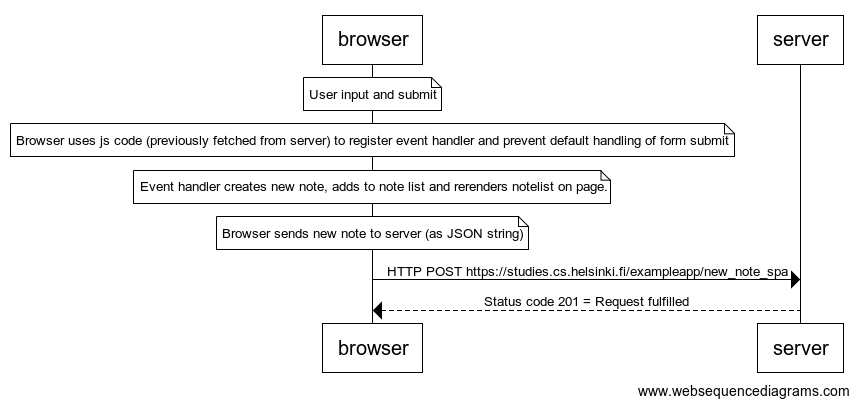 browser server
User input and submit
Browser uses js code (previously fetched from server) to register event handler and prevent default handling of form submit
Event handler creates new note, adds to note list and rerenders notelist on page.
Browser sends new note to server (as JSON string)
HTTP POST https://studies.cs.helsinki.fi/exampleapp/new_note_spa
Status code 201 = Request fulfilled
browser server
www.websequencediagrams.com